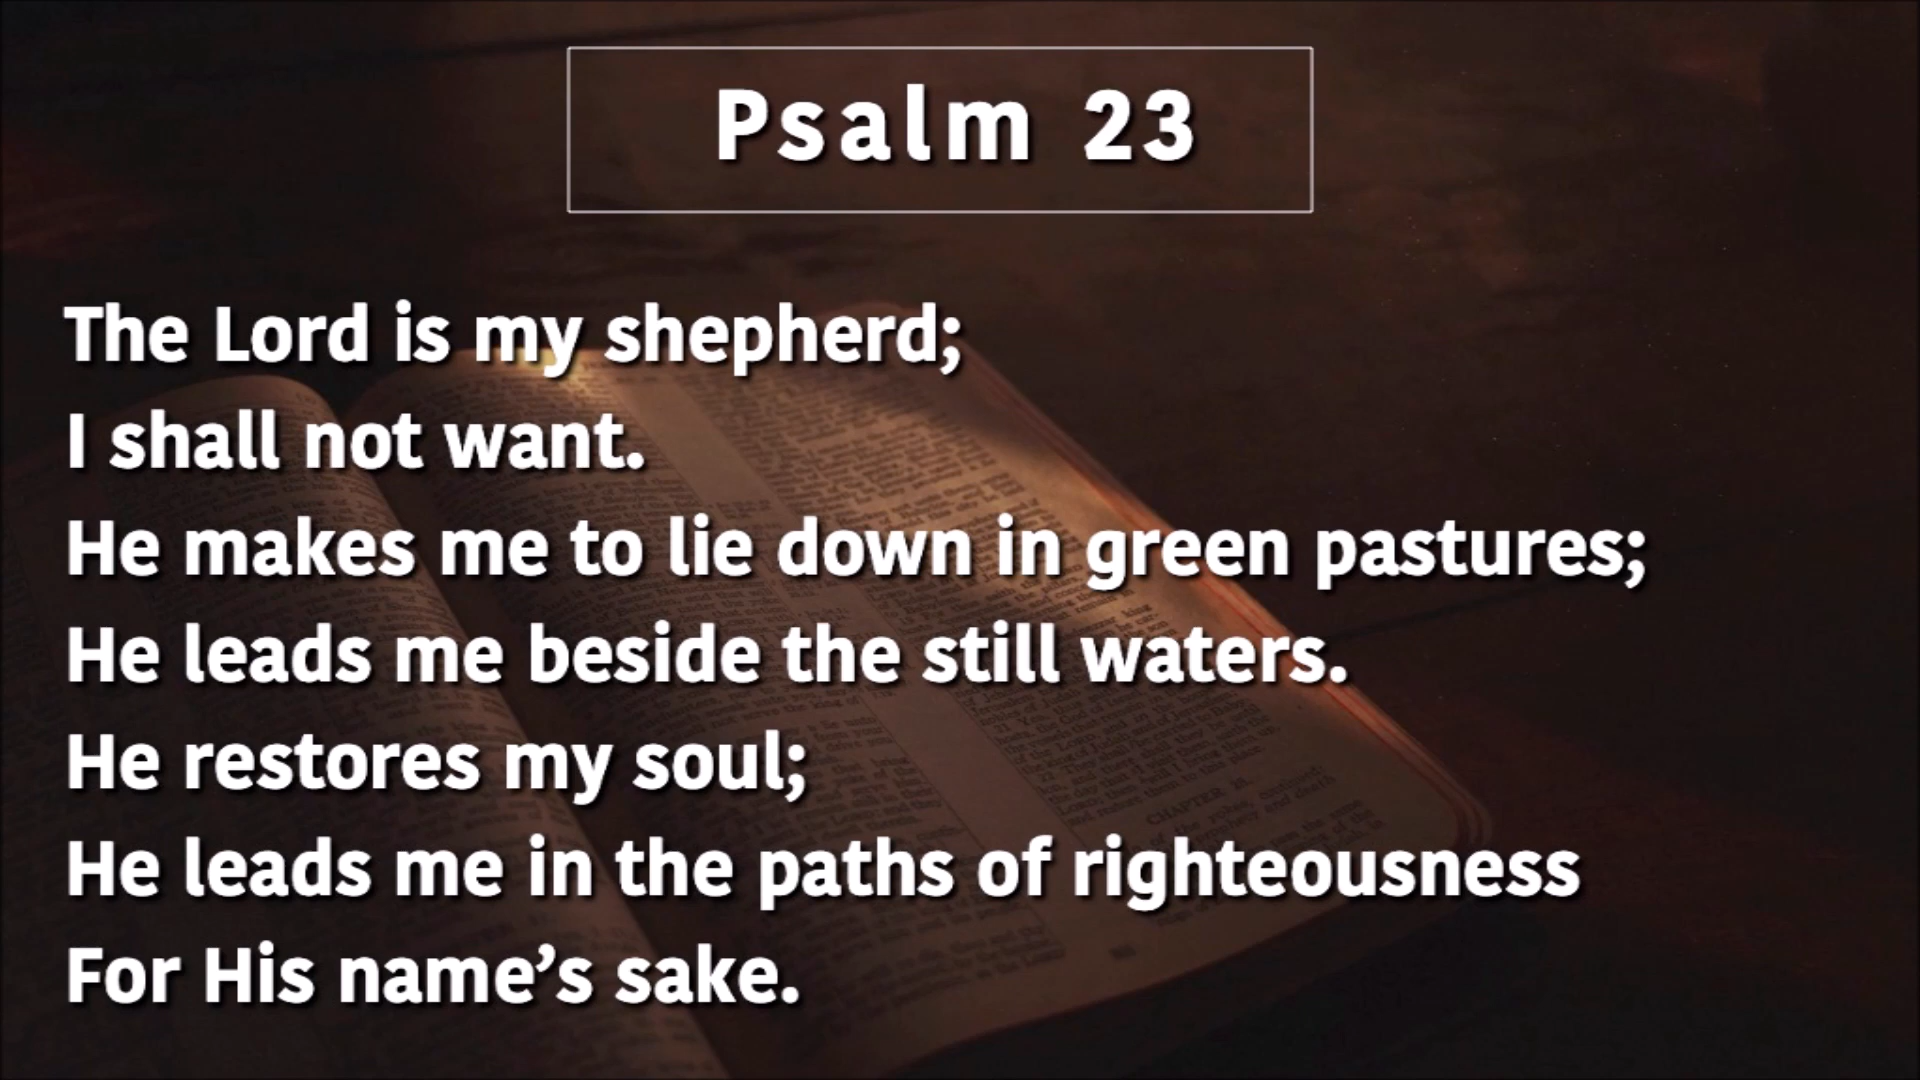 Psalm 23
The Lord is my shepherd;
I shall not want.
He makes me to lie down in green pastures;
He leads me beside the still waters.
He restores my soul;
He leads me in the paths of righteousness
For His name’s sake.